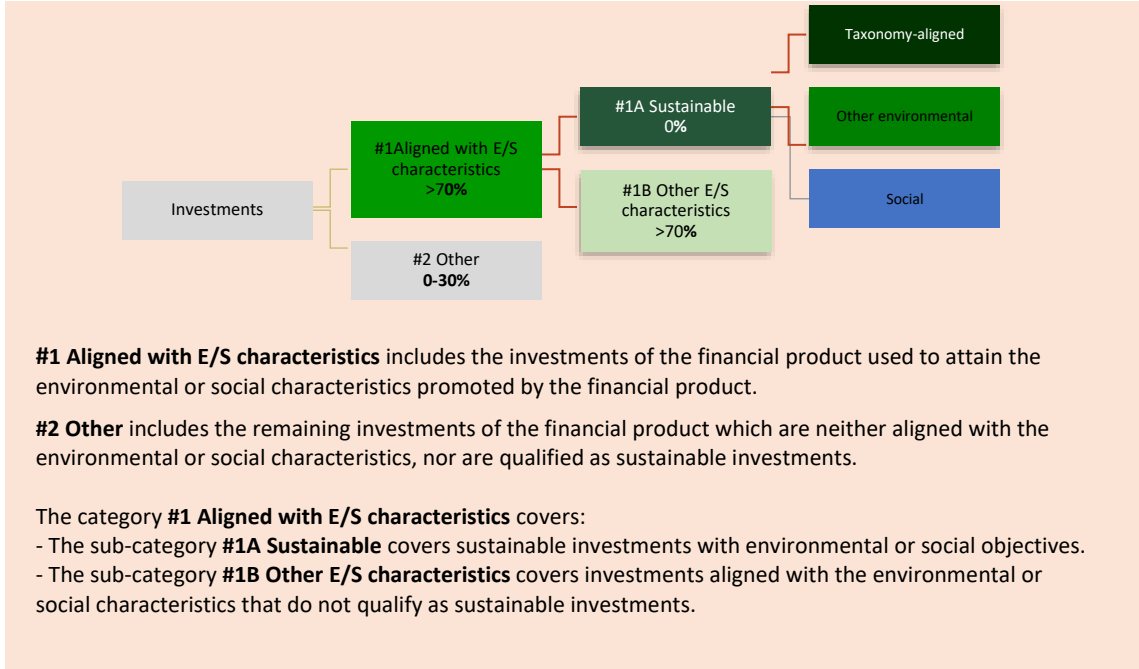 Taxonomy-aligned
#1A Sustainable
0%
Other environmental
#1Aligned with E/S
characteristics
>70%
#1B Other E/S
characteristics
>70%
Social
Investments
#2 Other
0-30%
#1 Aligned with E/S characteristics includes the investments of the financial product used to attain the
environmental or social characteristics promoted by the financial product.
#2 Other includes the remaining investments of the financial product which are neither aligned with the
environmental or social characteristics, nor are qualified as sustainable investments.
The category #1 Aligned with E/S characteristics covers:
- The sub-category #1A Sustainable covers sustainable investments with environmental or social objectives.
- The sub-category #1B Other E/S characteristics covers investments aligned with the environmental or
social characteristics that do not qualify as sustainable investments.